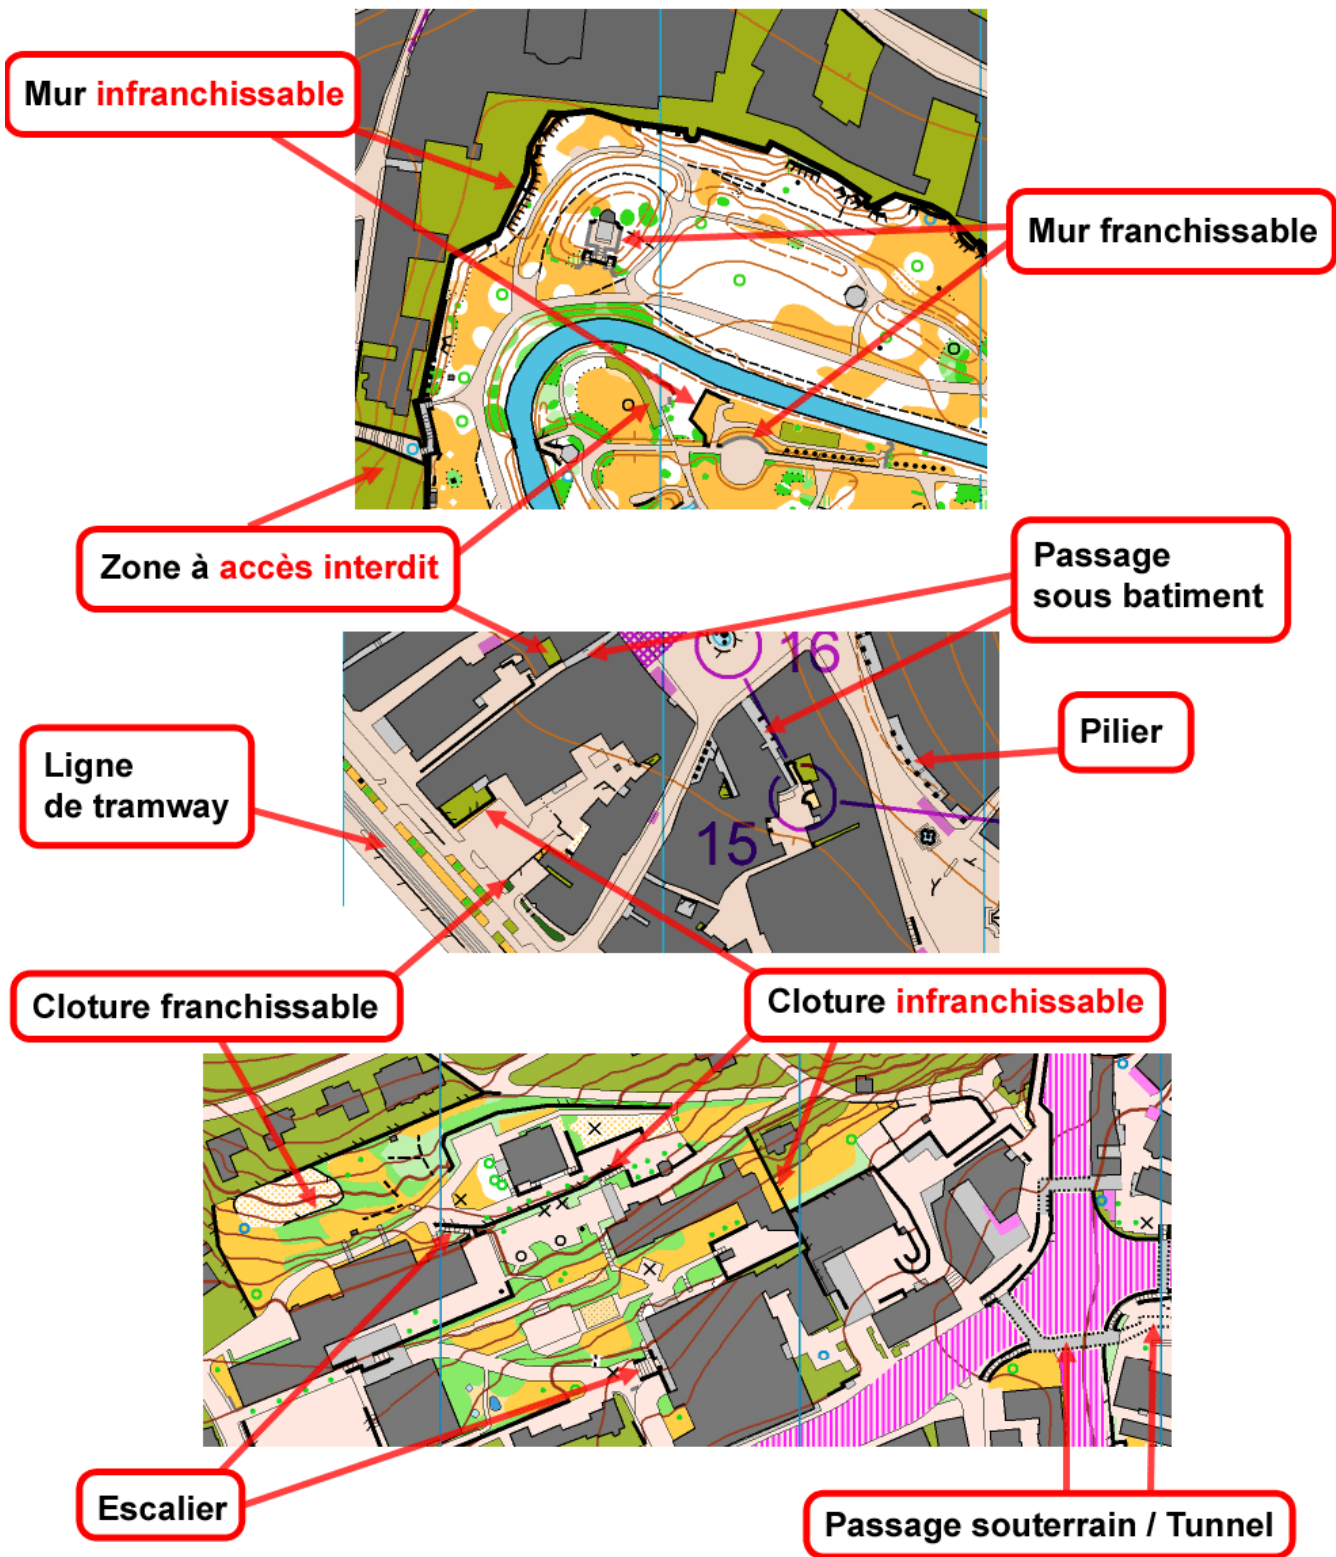 Mur infranchissable
Mur franchissable
Zone à accès interdit
Passage
sous batiment
16
Pilier
Ligne
de tramway
15
Cloture franchissable
Cloture infranchissable
Escalier
Passage souterrain / Tunnel